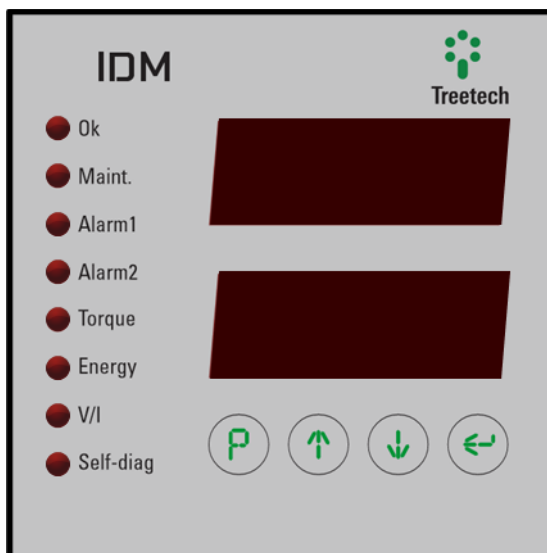 IDM
Treetech
Ok
Maint.
Alarm1
Alarm2
Torque
Energy
V/I
Self-diag
P